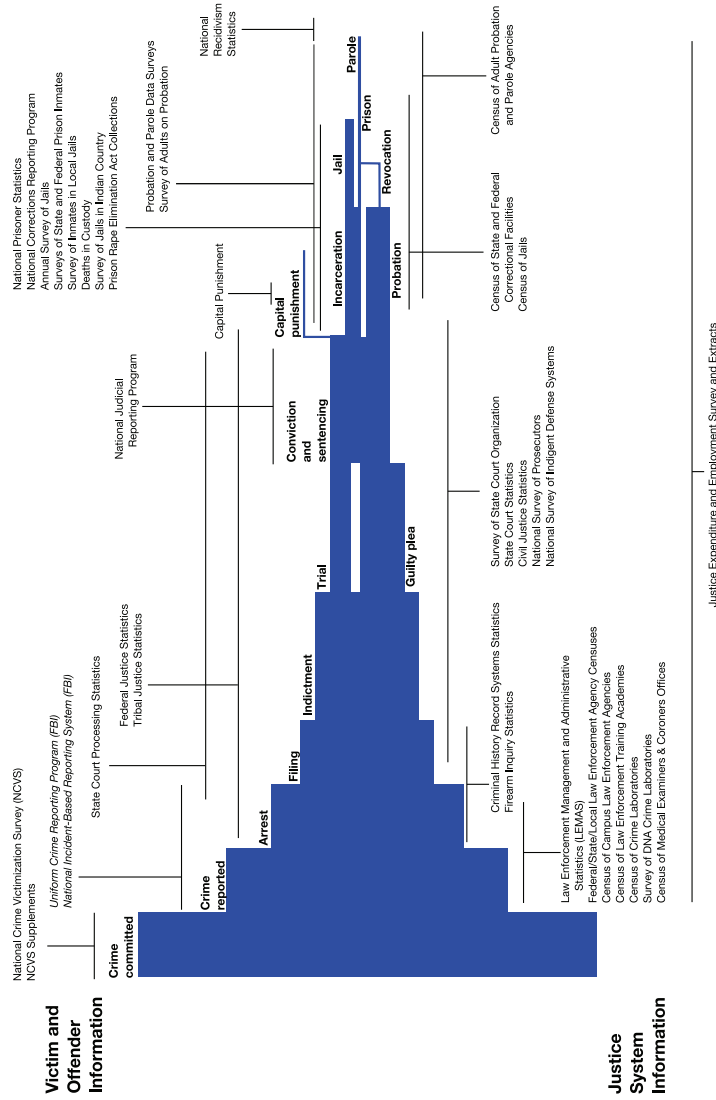 Victim and
Offender
Information
National Crime Victimization Survey (NCVS)
NCVS Supplements
Uniform Crime Reporting Program (FBI)
National Incident-Based Reporting System (FBI)
State Court Processing Statistics
Federal Justice Statistics
Tribal Justice Statistics
National Judicial
Reporting Program
Capital Punishment
National Prisoner Statistics
National Corrections Reporting Program
Annual Survey of Jails
Surveys of State and Federal Prison Inmates
Survey of Inmates in Local Jails
Deaths in Custody
Survey of Jails in Indian Country
Prison Rape Elimination Act Collections
Probation and Parole Data Surveys
Survey of Adults on Probation
National
Recidivism
Statistics
Crime
committed
Crime
reported
Arrest
Filing
Indictment
Trial
Guilty plea
Conviction
and
sentencing
Capital
punishment
Incarceration
Jail
Prison
Parole
Probation
Revocation
Justice
System
Information
Law Enforcement Management and Administrative
Statistics (LEMAS)
Federal/State/Local Law Enforcement Agency Censuses
Census of Campus Law Enforcement Agencies
Census of Law Enforcement Training Academies
Census of Crime Laboratories
Survey of DNA Crime Laboratories
Census of Medical Examiners & Coroners Offices
Criminal History Record Systems Statistics
Firearm Inquiry Statistics
Survey of State Court Organization
State Court Statistics
Civil Justice Statistics
National Survey of Prosecutors
National Survey of Indigent Defense Systems
Census of State and Federal
Correctional Facilities
Census of Jails
Census of Adult Probation
and Parole Agencies
Justice Expenditure and Employment Survey and Extracts